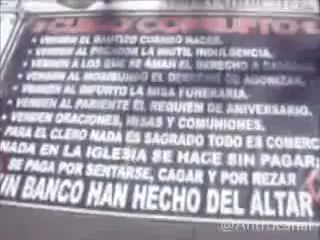 CLERO CORRUPTO
• VENDEN EL BAUTIZO CUANDO NACES.
• VENDEN AL PECADOR LA INUTIL INDULGENCIA.
• VENDEN A LOS QUE SE AMAN EL DERECHO A
• VENDEN AL MORIBUNDO EL DERECHO DE AGONIZAR.
• VENDEN AL DIFUNTO LA MISA FUNERARIA.
• VENDEN AL PARIENTE EL REQUIEM DE ANIVERSARIO.
• VENDEN ORACIONES, MISAS Y COMUNIONES.
PARA EL CLERO NADA ES SAGRADO TODO ES COMERC
NADA EN LA IGLESIA SE HACE SIN PAGAR:
SE PAGA POR SENTARSE, CAGAR Y POR REZAR
UN BANCO HAN HECHO DEL ALTAR